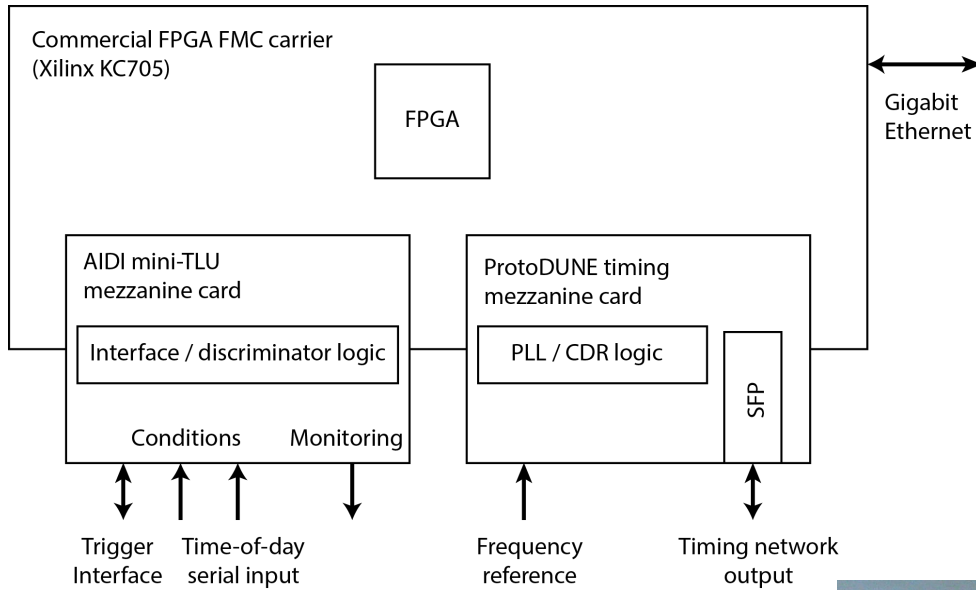 Commercial FPGA FMC carrier
(Xilinx KC705)
FPGA
Gigabit
Ethernet
AIDI mini-TLU
mezzanine card
Interface / discriminator logic
Conditions
Monitoring
ProtoDUNE timing
mezzanine card
PLL / CDR logic
SFP
Trigger
Interface
Time-of-day
serial input
Frequency
reference
Timing network
output